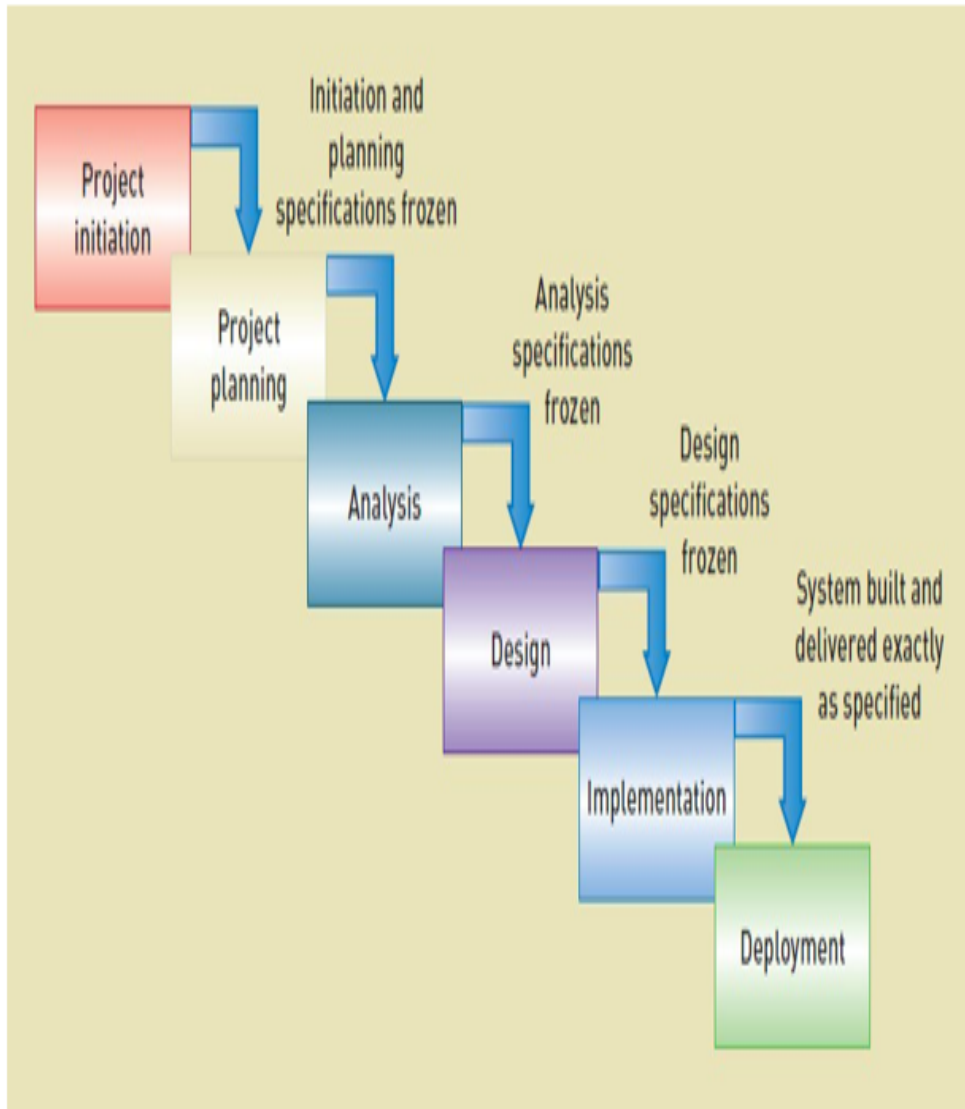 Project
initiation
Initiation and
planning
specifications frozen
Project
planning
Analysis
specifications
frozen
Analysis
Design
specifications
frozen
Design
System built and
delivered exactly
as specified
Implementation
Deployment